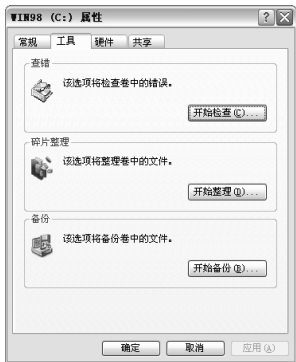 WIN98 (C:) 属性
常规 工具 硬件 共享
查错
该选项将检查卷中的错误。
开始检查(C)...
碎片整理
该选项将整理卷中的文件。
开始整理(D)...
备份
该选项将备份卷中的文件。
开始备份(B)...
确定 取消 应用(A)